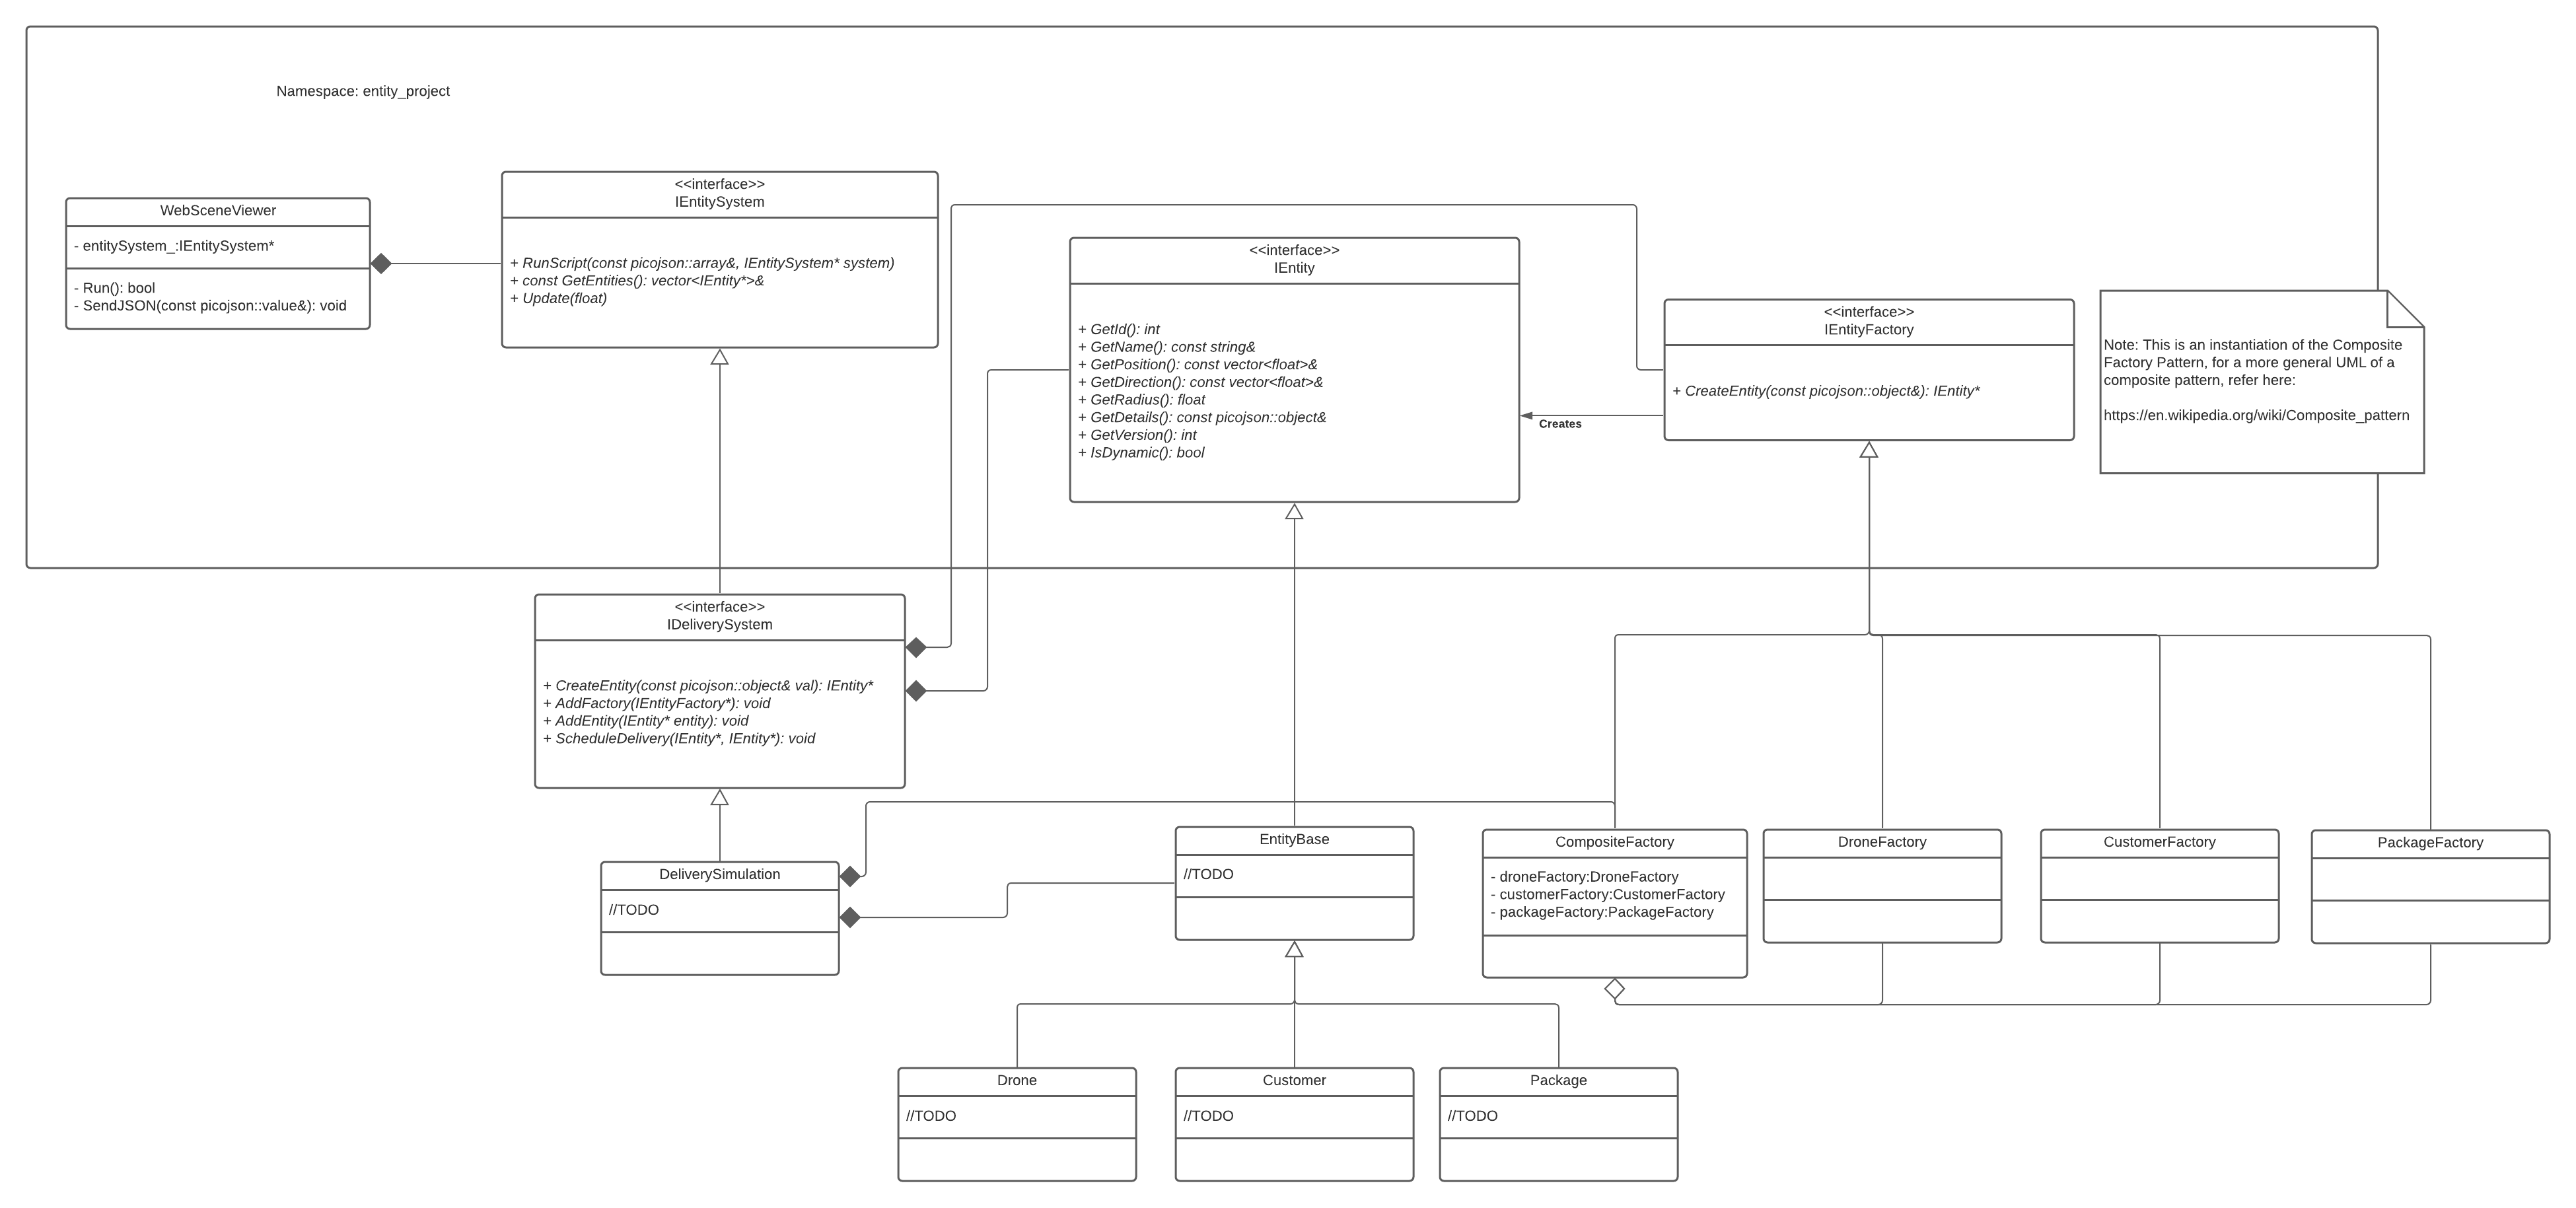 Namespace: entity_project
WebSceneViewer
- entitySystem_:IEntitySystem*
- Run(): bool
- SendJSON(const picojson::value&): void
<<interface>>
IEntitySystem
+ RunScript(const picojson::array&, IEntitySystem* system)
+ const GetEntities(): vector<IEntity*>&
+ Update(float)
<<interface>>
IEntity
+ GetId(): int
+ GetName(): const string&
+ GetPosition(): const vector<float>&
+ GetDirection(): const vector<float>&
+ GetRadius(): float
+ GetDetails(): const picojson::object&
+ GetVersion(): int
+ IsDynamic(): bool
Creates
<<interface>>
IEntityFactory
+ CreateEntity(const picojson::object&): IEntity*
Note: This is an instantiation of the Composite
Factory Pattern, for a more general UML of a
composite pattern, refer here:
https://en.wikipedia.org/wiki/Composite_pattern
<<interface>>
IDeliverySystem
+ CreateEntity(const picojson::object& val): IEntity*
+ AddFactory(IEntityFactory*): void
+ AddEntity(IEntity* entity): void
+ ScheduleDelivery(IEntity*, IEntity*): void
DeliverySimulation
//TODO
EntityBase
//TODO
CompositeFactory
- droneFactory:DroneFactory
- customerFactory:CustomerFactory
- packageFactory:PackageFactory
DroneFactory
CustomerFactory
PackageFactory
Drone
//TODO
Customer
//TODO
Package
//TODO